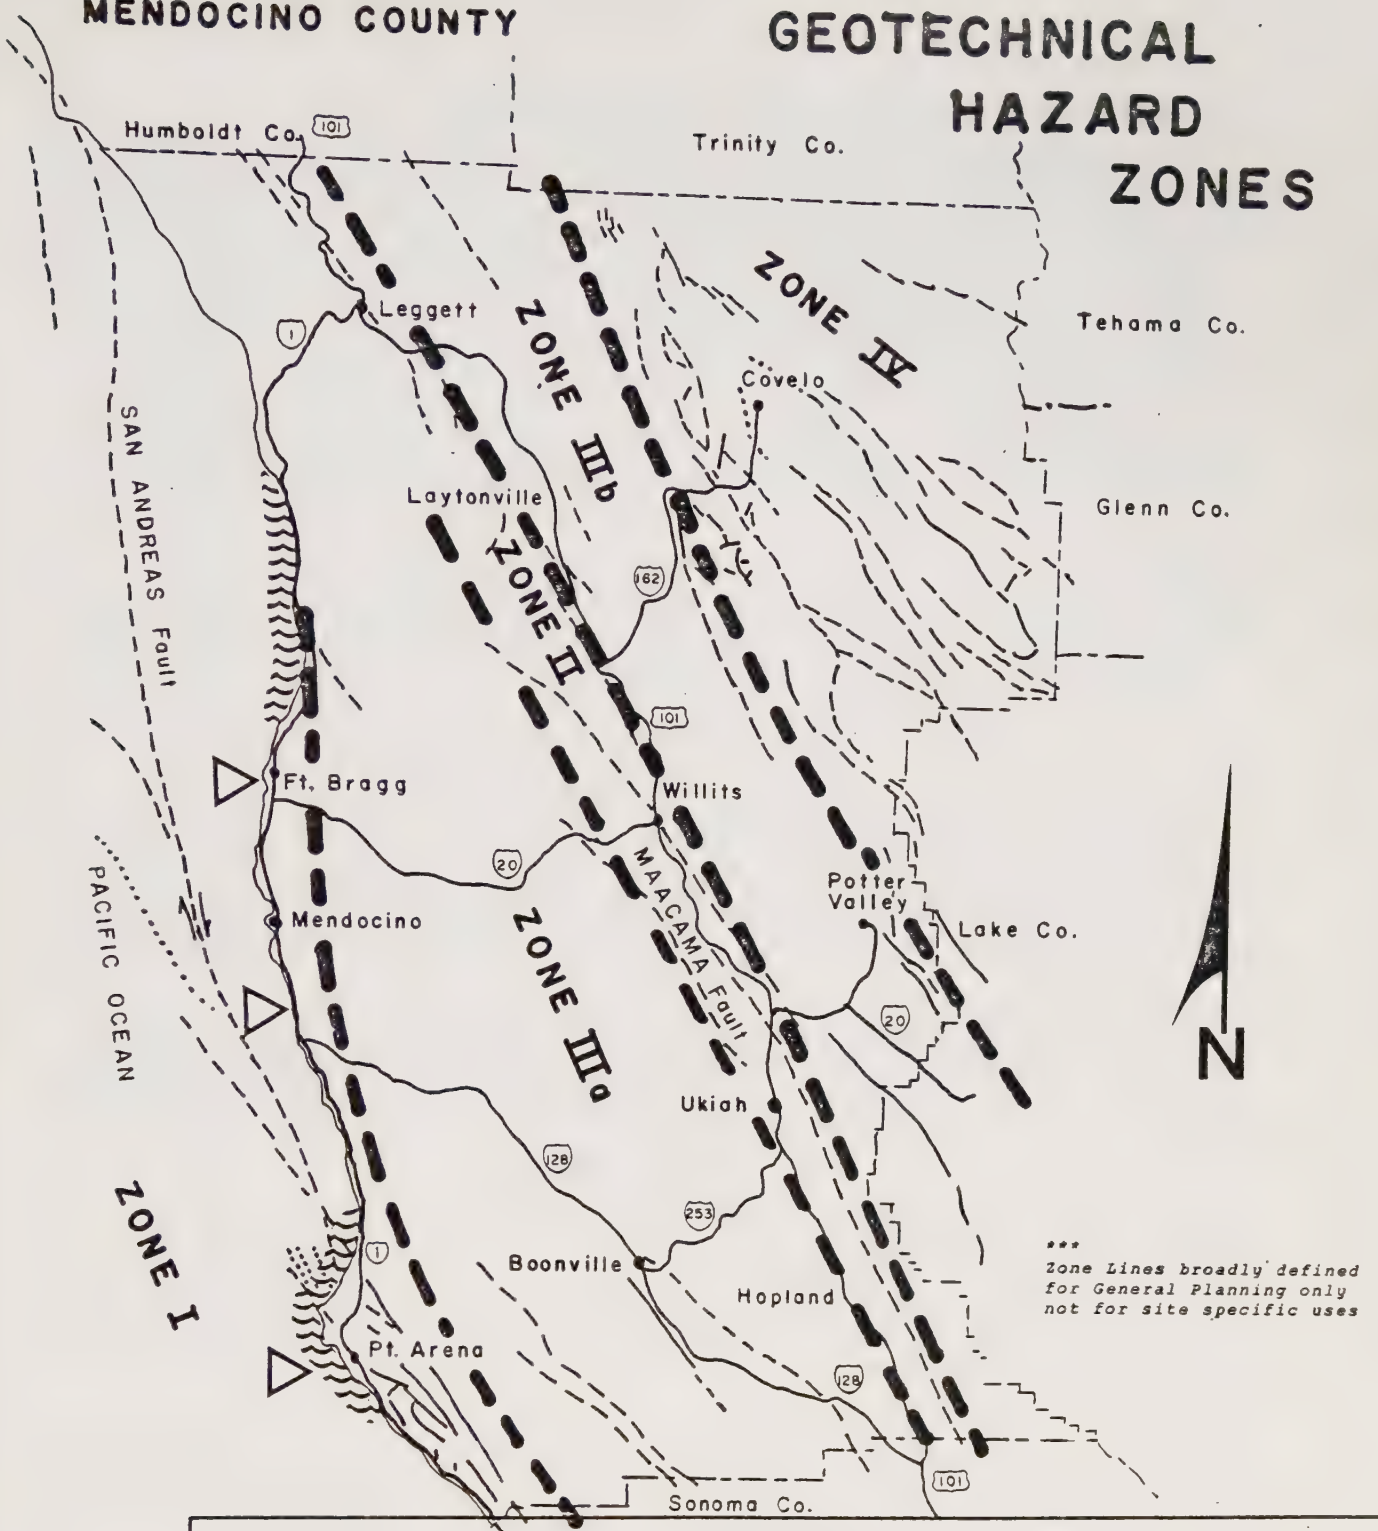 MENDOCINO COUNTY
GEOTECHNICAL
HAZARD
ZONES
Humboldt Co.
101
Trinity Co.
ZONE IV
Leggett
1
Tehama Co.
ZONE IIIb
Covelo
SAN ANDREAS Fault
Laytonville
Glenn Co.
ZONE II
162
101
Ft. Bragg
Willits
20
MAACAMA Fault
Potter
Valley
PACIFIC OCEAN
Mendocino
Lake Co.
ZONE IIIa
20
N
Ukiah
128
253
ZONE I
1
Boonville
Hopland
***
Zone Lines broadly defined
for General Planning only
not for site specific uses
Pt. Arena
128
101
Sonoma Co.